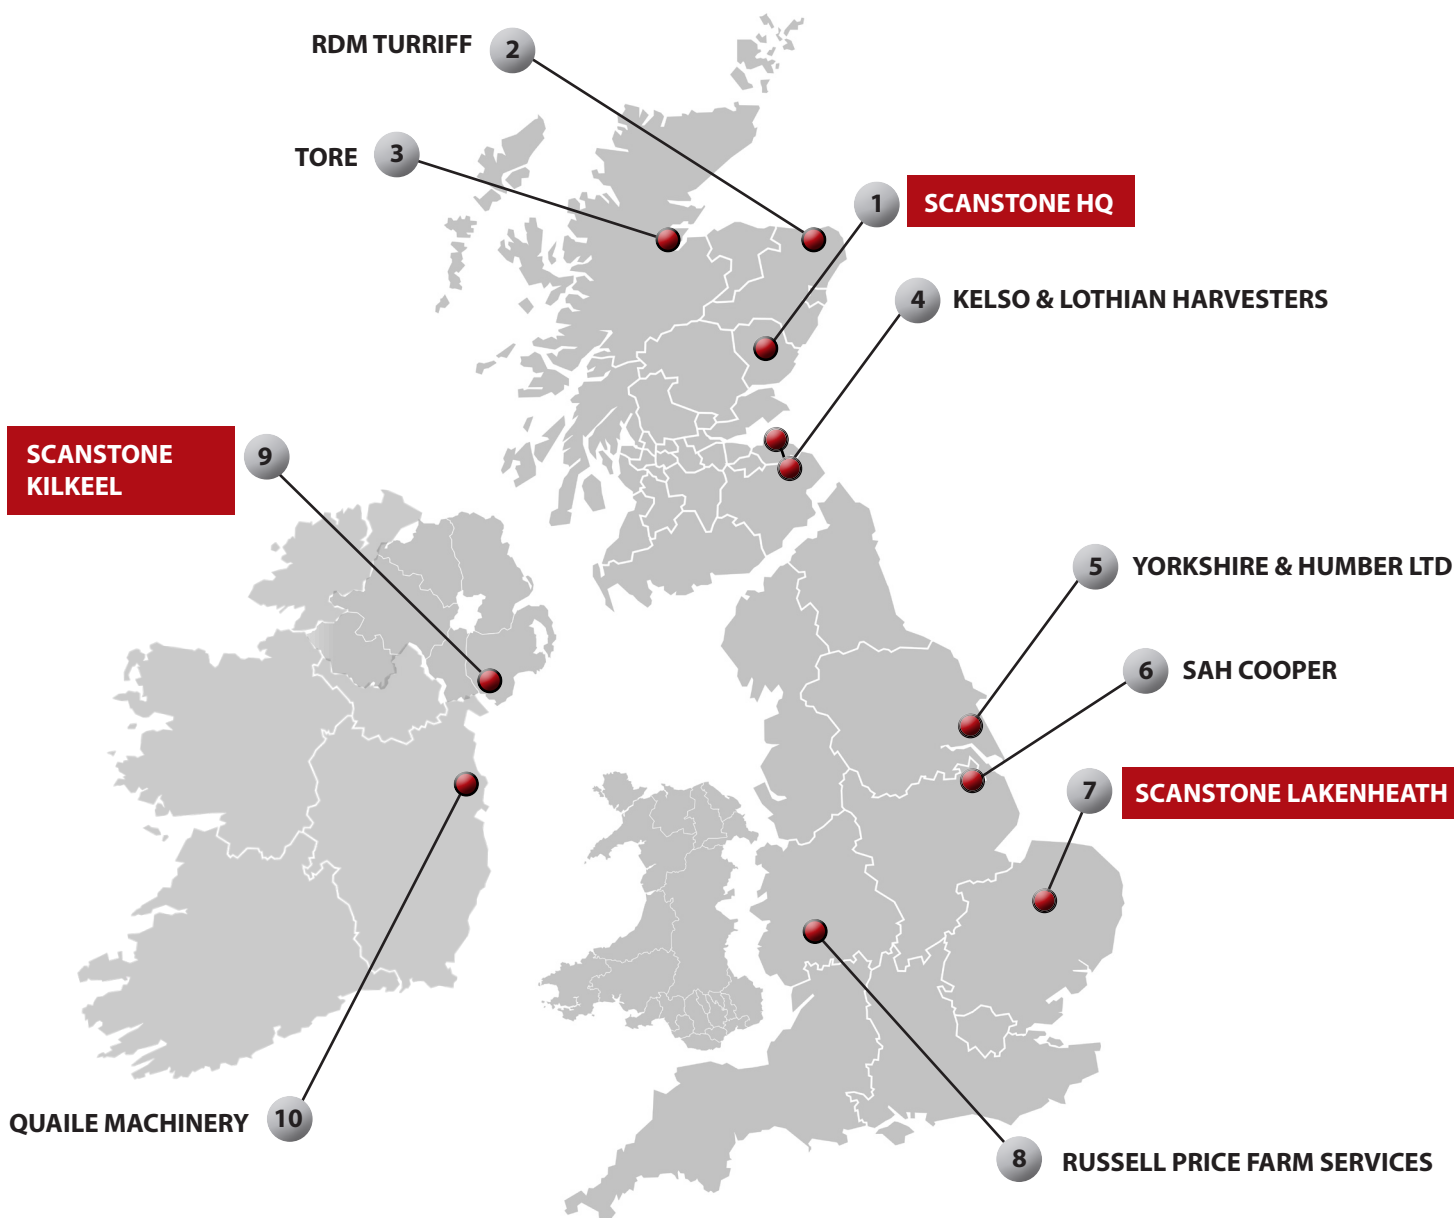 RDM TURRIFF 2
TORE 3
1 SCANSTONE HQ
4 KELSO & LOTHIAN HARVESTERS
SCANSTONE
KILKEEL
9
5 YORKSHIRE & HUMBER LTD
6 SAH COOPER
7 SCANSTONE LAKENHEATH
QUAILE MACHINERY 10
8 RUSSELL PRICE FARM SERVICES